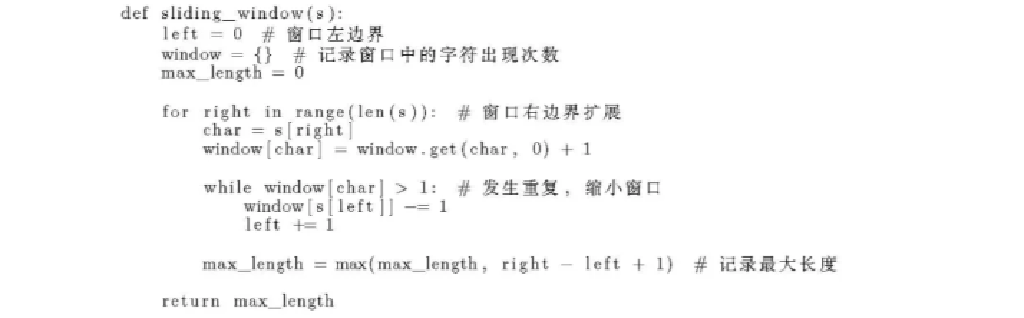 def sliding_window(s):
    left = 0  # 窗口左边界
    window = {}  # 记录窗口中的字符出现次数
    max_length = 0

    for right in range(len(s)):  # 窗口右边界扩展
        char = s[right]
        window[char] = window.get(char, 0) + 1

        while window[char] > 1:  # 发生重复, 缩小窗口
            window[s[left]] -= 1
            left += 1

        max_length = max(max_length, right - left + 1)  # 记录最大长度

    return max_length